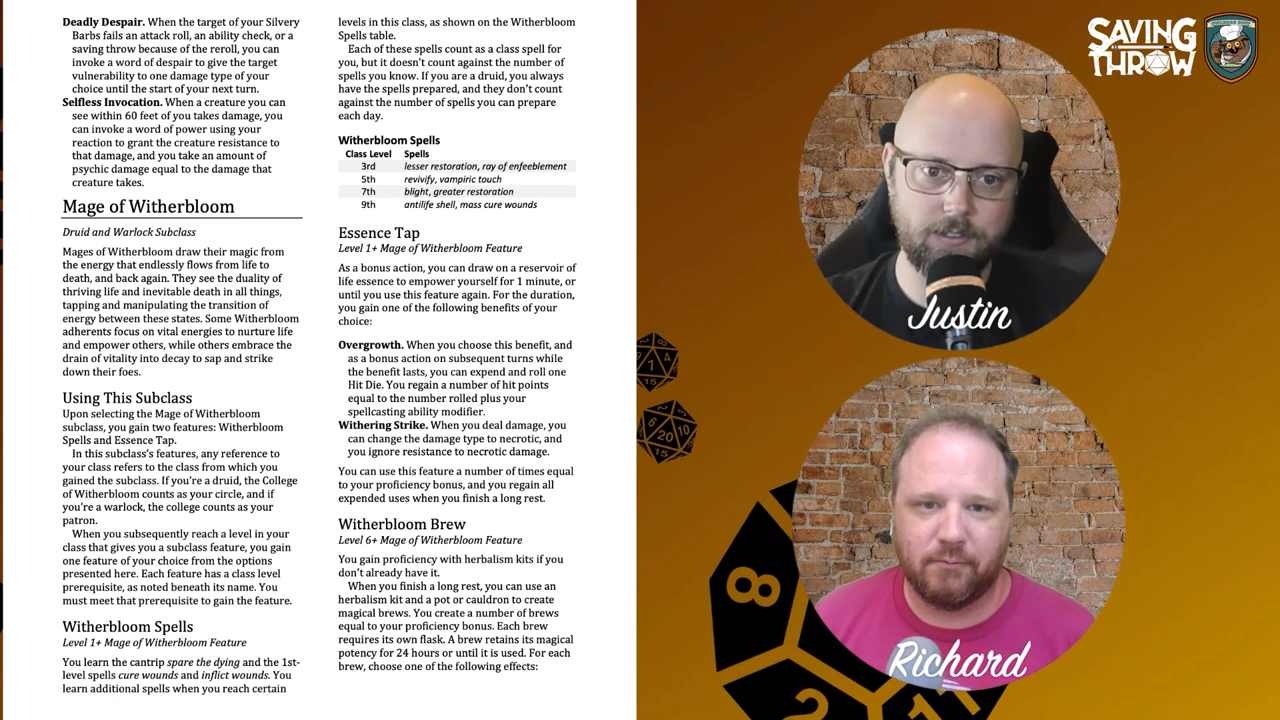 Deadly Despair. When the target of your Silvery
Barbs fails an attack roll, an ability check, or a
saving throw because of the reroll, you can
invoke a word of despair to give the target
vulnerability to one damage type of your
choice until the start of your next turn.
Selfless Invocation. When a creature you can
see within 60 feet of you takes damage, you
can invoke a word of power using your
reaction to grant the creature resistance to
that damage, and you take an amount of
psychic damage equal to the damage that
creature takes.
Mage of Witherbloom
Druid and Warlock Subclass
Mages of Witherbloom draw their magic from
the energy that endlessly flows from life to
death, and back again. They see the duality of
thriving life and inevitable death in all things,
tapping and manipulating the transition of
energy between these states. Some Witherbloom
adherents focus on vital energies to nurture life
and empower others, while others embrace the
drain of vitality into decay to sap and strike
down their foes.
Using This Subclass
Upon selecting the Mage of Witherbloom
subclass, you gain two features: Witherbloom
Spells and Essence Tap.
In this subclass's features, any reference to
your class refers to the class from which you
gained the subclass. If you're a druid, the College
of Witherbloom counts as your circle, and if
you're a warlock, the college counts as your
patron.
When you subsequently reach a level in your
class that gives you a subclass feature, you gain
one feature of your choice from the options
presented here. Each feature has a class level
prerequisite, as noted beneath its name. You
must meet that prerequisite to gain the feature.
Witherbloom Spells
Level 1+ Mage of Witherbloom Feature
You learn the cantrip spare the dying and the 1st-
level spells cure wounds and inflict wounds. You
learn additional spells when you reach certain
levels in this class, as shown on the Witherbloom
Spells table.
Each of these spells count as a class spell for
you, but it doesn't count against the number of
spells you know. If you are a druid, you always
have the spells prepared, and they don't count
against the number of spells you can prepare
each day.
Witherbloom Spells
Class Level Spells
3rd lesser restoration, ray of enfeeblement
5th revivify, vampiric touch
7th blight, greater restoration
9th antilife shell, mass cure wounds
Essence Tap
Level 1+ Mage of Witherbloom Feature
As a bonus action, you can draw on a reservoir of
life essence to empower yourself for 1 minute, or
until you use this feature again. For the duration,
you gain one of the following benefits of your
choice:
Overgrowth. When you choose this benefit, and
as a bonus action on subsequent turns while
the benefit lasts, you can expend and roll one
Hit Die. You regain a number of hit points
equal to the number rolled plus your
spellcasting ability modifier.
Withering Strike. When you deal damage, you
can change the damage type to necrotic, and
you ignore resistance to necrotic damage.
You can use this feature a number of times equal
to your proficiency bonus, and you regain all
expended uses when you finish a long rest.
Witherbloom Brew
Level 6+ Mage of Witherbloom Feature
You gain proficiency with herbalism kits if you
don't already have it.
When you finish a long rest, you can use an
herbalism kit and a pot or cauldron to create
magical brews. You create a number of brews
equal to your proficiency bonus. Each brew
requires its own flask. A brew retains its magical
potency for 24 hours or until it is used. For each
brew, choose one of the following effects:
SAVING
THROW
Justin
Richard
1
4
15
6
20
10
15
8
2
11